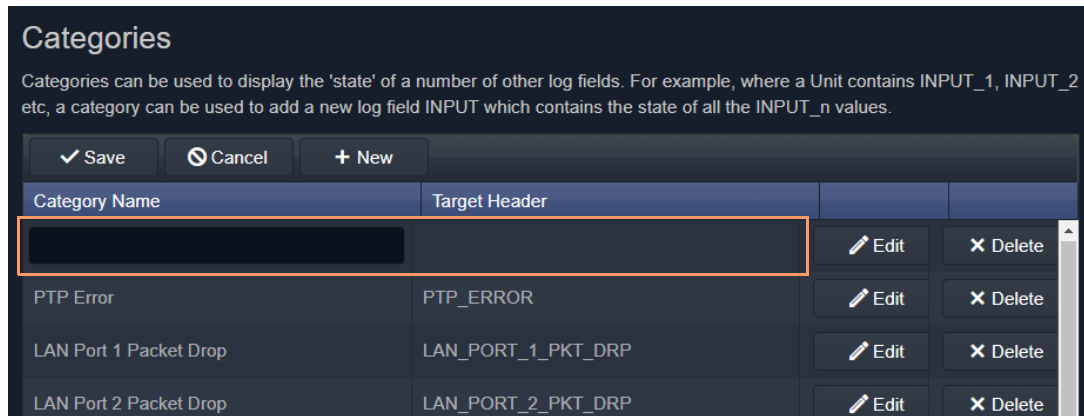 Categories
Categories can be used to display the 'state' of a number of other log fields. For example, where a Unit contains INPUT_1, INPUT_2
etc, a category can be used to add a new log field INPUT which contains the state of all the INPUT_n values.
Save Cancel New
Category Name Target Header
Edit Delete
PTP Error PTP_ERROR Edit Delete
LAN Port 1 Packet Drop LAN_PORT_1_PKT_DRP Edit Delete
LAN Port 2 Packet Drop LAN_PORT_2_PKT_DRP Edit Delete